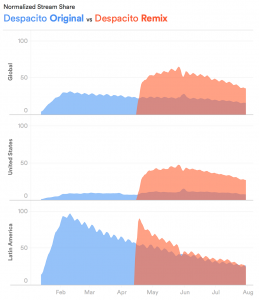 Normalized Stream Share
Despacito Original vs Despacito Remix
100
50
0
Global
100
50
0
United States
100
50
0
Latin America
Feb Mar Apr May Jun Jul Aug